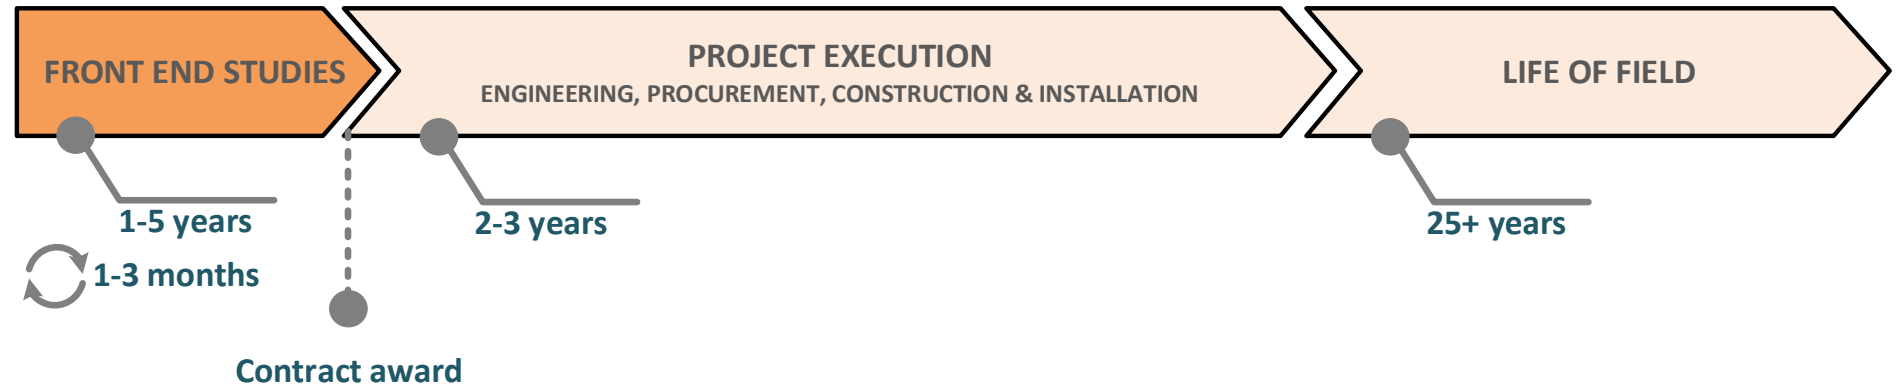 FRONT END STUDIES
PROJECT EXECUTION
ENGINEERING, PROCUREMENT, CONSTRUCTION & INSTALLATION
LIFE OF FIELD
1-5 years
1-3 months
2-3 years
25+ years
Contract award